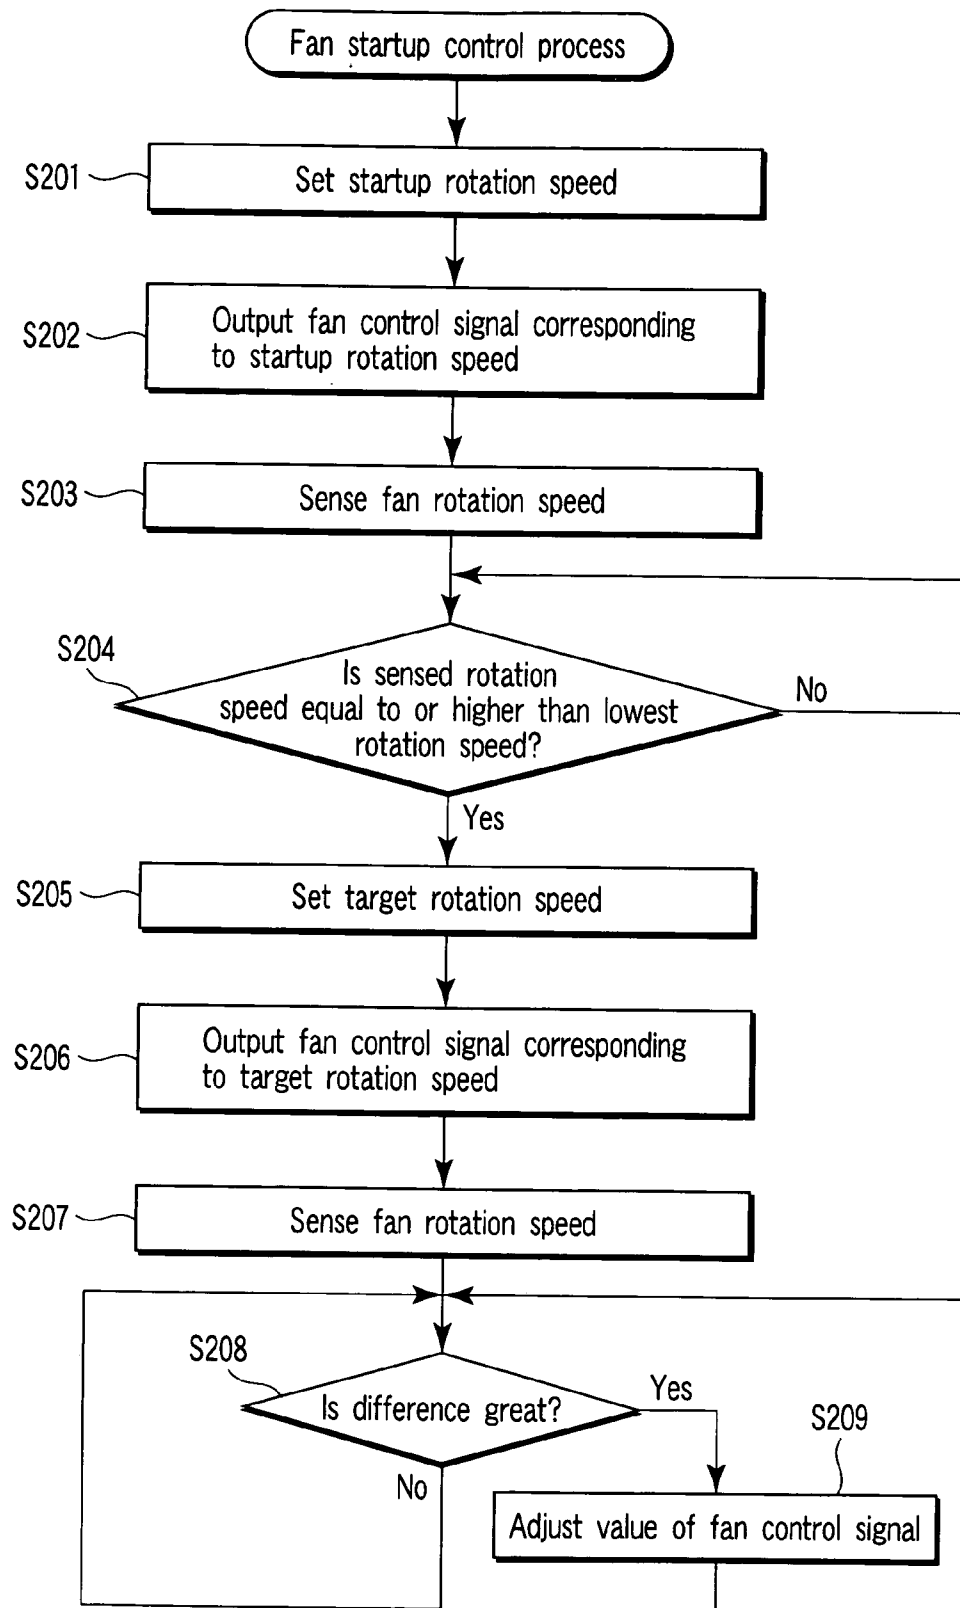 Fan startup control process
S201
Set startup rotation speed
S202
Output fan control signal corresponding
to startup rotation speed
S203
Sense fan rotation speed
S204
Is sensed rotation
speed equal to or higher than lowest
rotation speed?
No
Yes
S205
Set target rotation speed
S206
Output fan control signal corresponding
to target rotation speed
S207
Sense fan rotation speed
S208
Is difference great?
Yes
No
S209
Adjust value of fan control signal